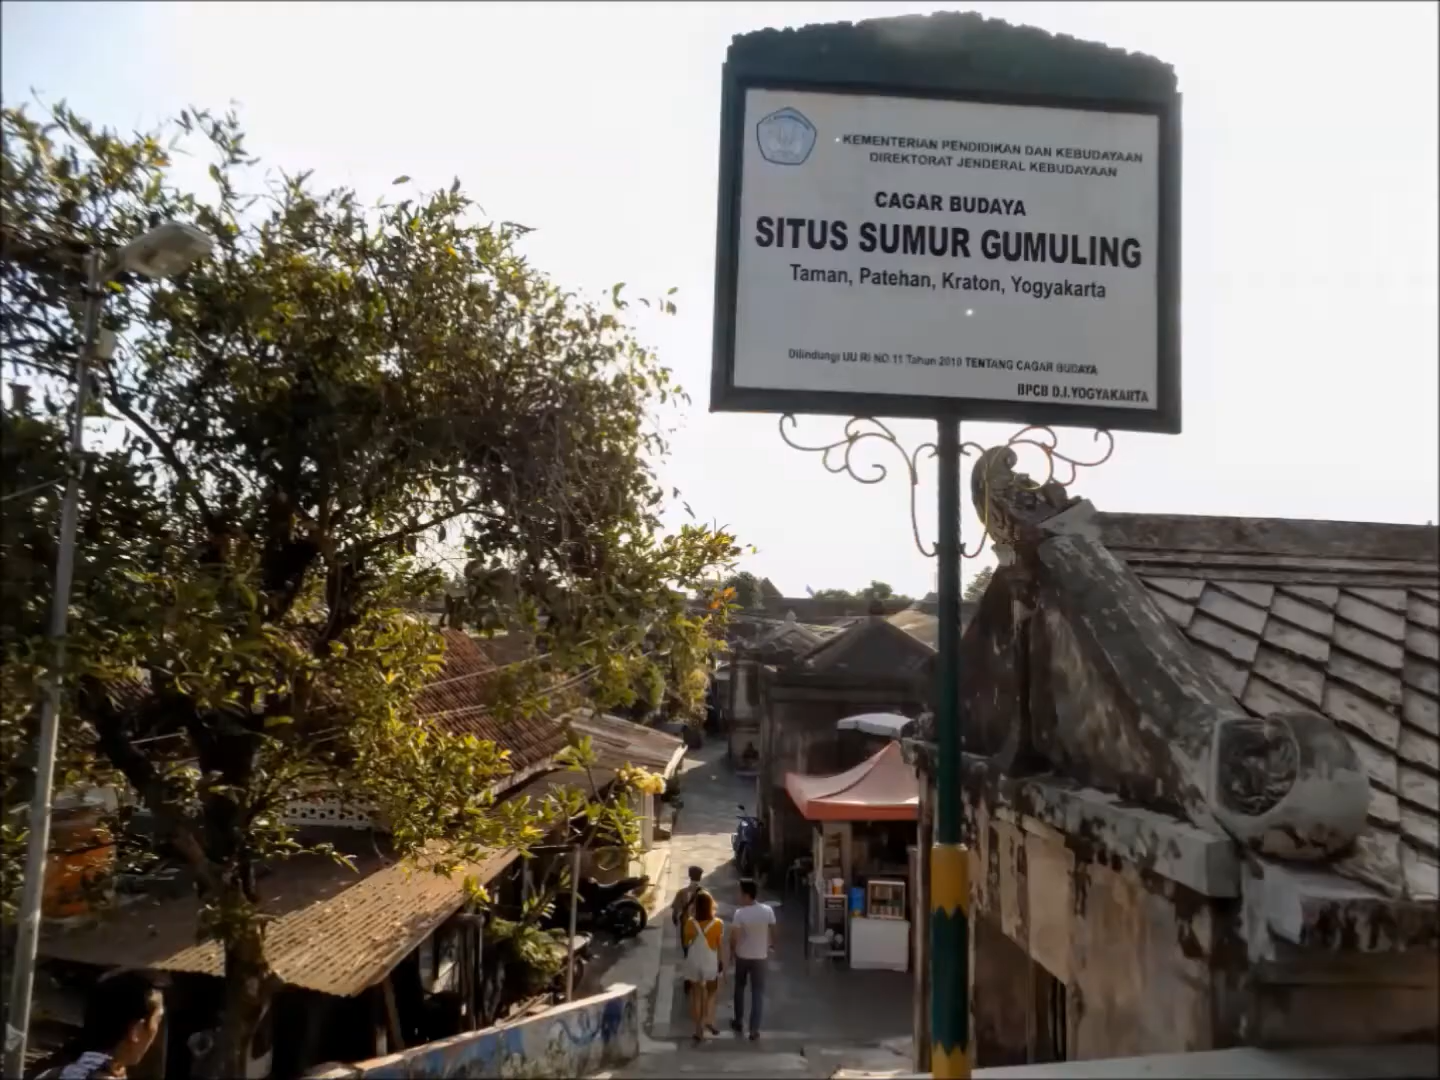 KEMENTERIAN PENDIDIKAN DAN KEBUDAYAAN
DIREKTORAT JENDERAL KEBUDAYAAN
CAGAR BUDAYA
SITUS SUMUR GUMULING
Taman, Patehan, Kraton, Yogyakarta
Dilindungi UU RI NO.11 Tahun 2010 TENTANG CAGAR BUDAYA
BPCB D.I.YOGYAKARTA